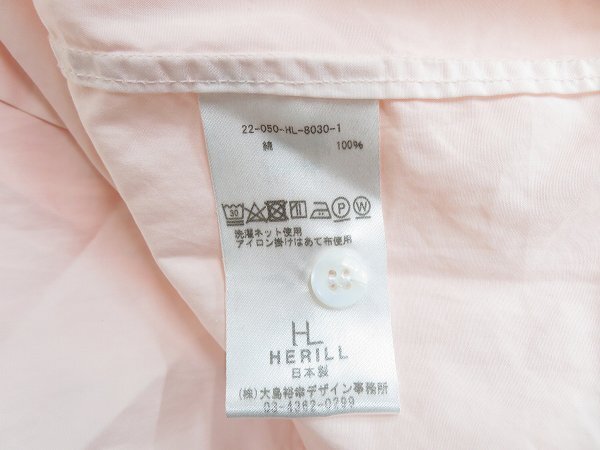 22-050-HL-8030-1
綿 100%
30 P W
洗濯ネット使用
アイロン掛けはあて布使用
HL
HERILL
日本製
(株)大島裕幸デザイン事務所
03-4362-0299